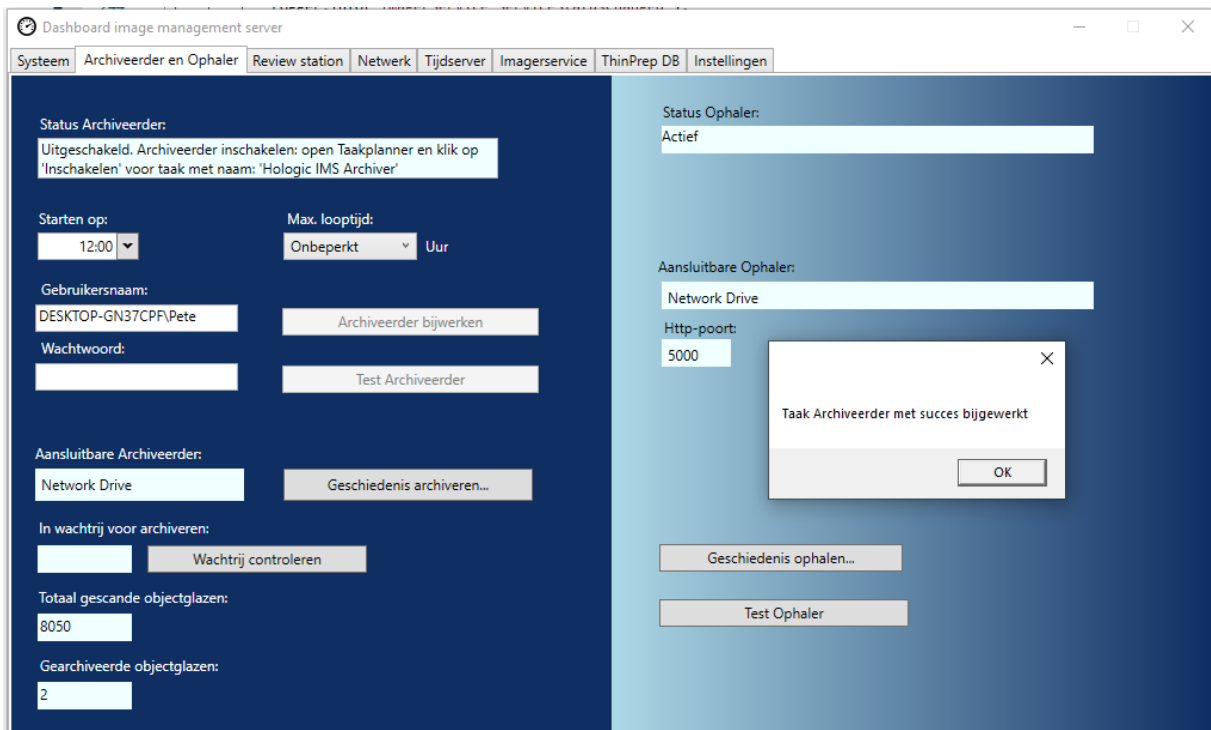 Dashboard image management server
Systeem Archiveerder en Ophaler Review station Netwerk Tijdserver Imagerservice ThinPrep DB Instellingen
Status Archiveerder:
Uitgeschakeld. Archiveerder inschakelen: open Taakplanner en klik op
'Inschakelen' voor taak met naam: 'Hologic IMS Archiver'
Starten op:
12:00
Max. looptijd:
Onbeperkt
Uur
Gebruikersnaam:
DESKTOP-GN37CPF\Pete
Archiveerder bijwerken
Wachtwoord:
Test Archiveerder
Aansluitbare Archiveerder:
Network Drive
Geschiedenis archiveren...
In wachtrij voor archiveren:
Wachtrij controleren
Totaal gescande objectglazen:
8050
Gearchiveerde objectglazen:
2
Status Ophaler:
Actief
Aansluitbare Ophaler:
Network Drive
Http-poort:
5000
Taak Archiveerder met succes bijgewerkt
OK
Geschiedenis ophalen...
Test Ophaler